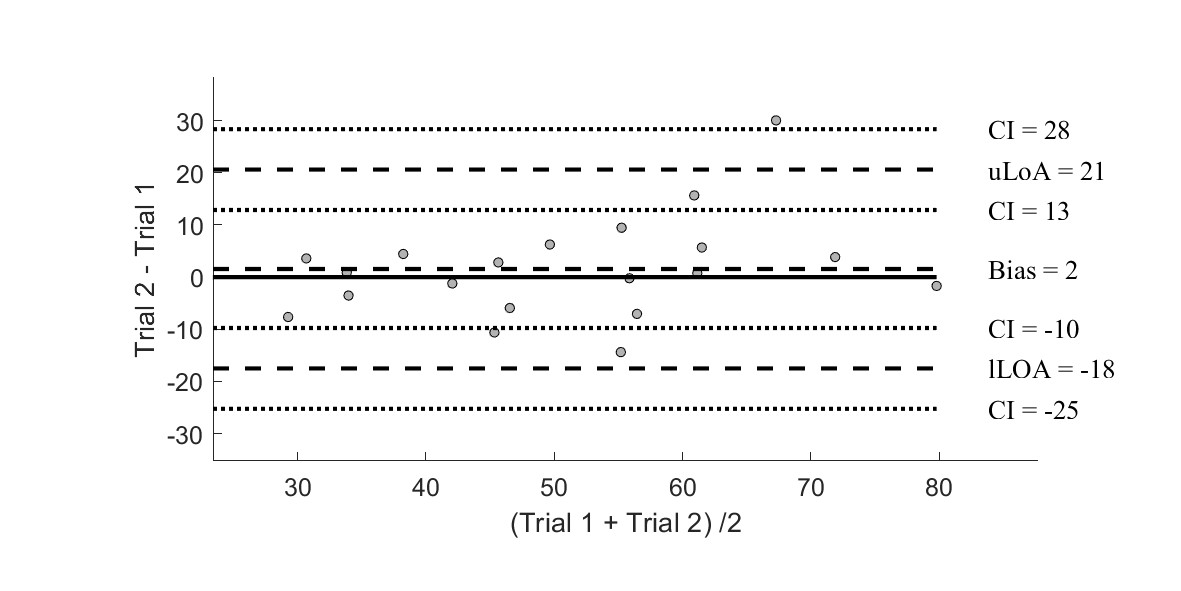 Trial 2 - Trial 1
30
20
10
0
-10
-20
-30
30 40 50 60 70 80
(Trial 1 + Trial 2) /2
CI = 28
uLoA = 21
CI = 13
Bias = 2
CI = -10
lLOA = -18
CI = -25